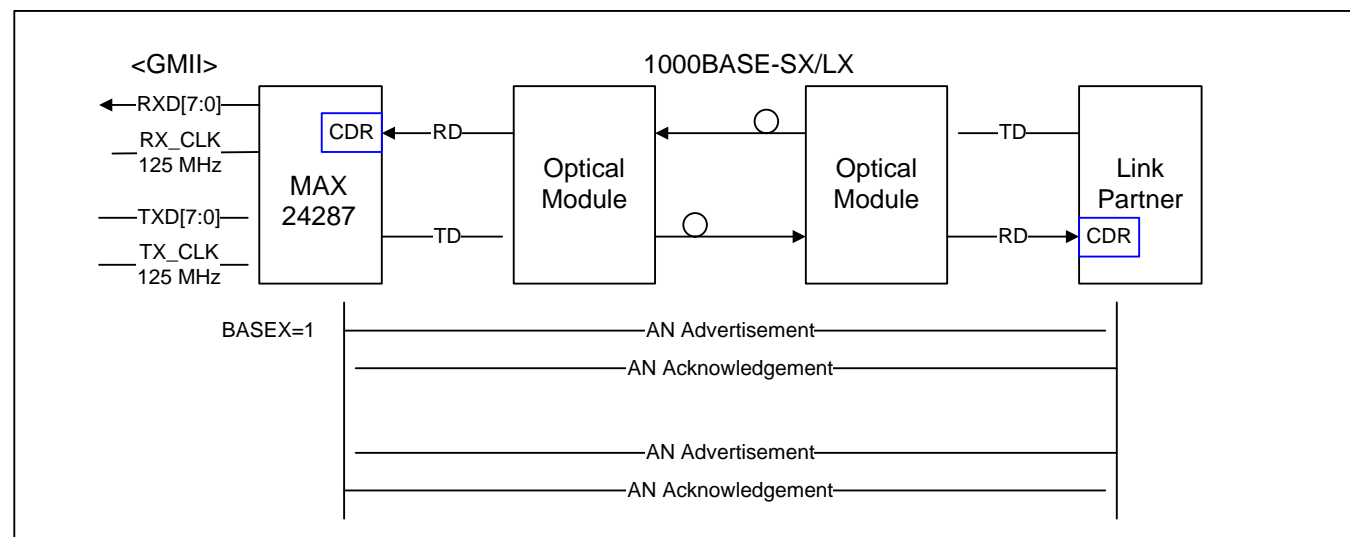 <GMII>
1000BASE-SX/LX
RXD[7:0]
RX_CLK
125 MHz
TXD[7:0]
TX_CLK
125 MHz
CDR
MAX
24287
RD
TD
Optical
Module
Optical
Module
TD
RD
Link
Partner
CDR
BASEX=1
AN Advertisement
AN Acknowledgement
AN Advertisement
AN Acknowledgement